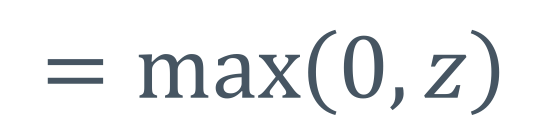 = max(0, z)